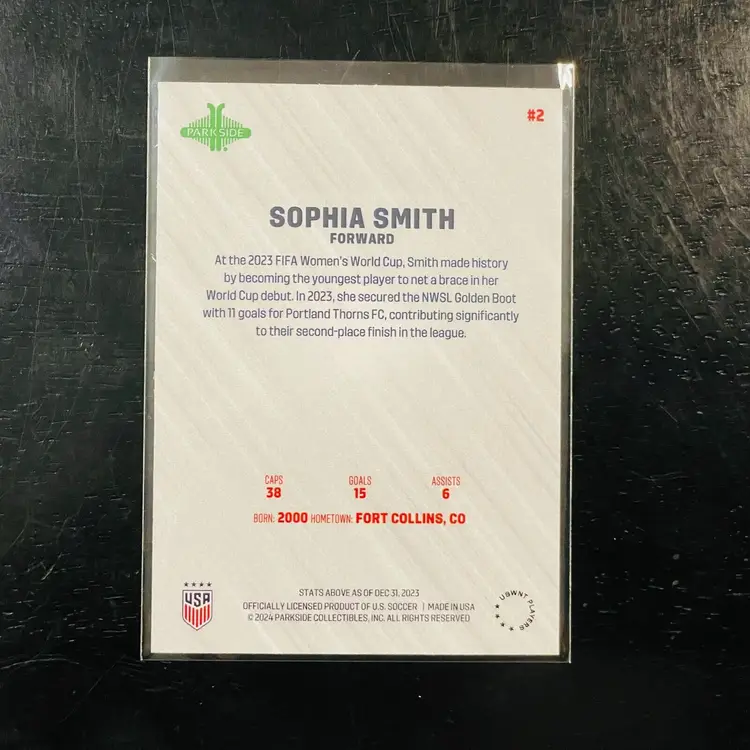 PARKSIDE
#2
SOPHIA SMITH
FORWARD
At the 2023 FIFA Women's World Cup, Smith made history
by becoming the youngest player to net a brace in her
World Cup debut. In 2023, she secured the NWSL Golden Boot
with 11 goals for Portland Thorns FC, contributing significantly
to their second-place finish in the league.
CAPS GOALS ASSISTS
38 15 6
BORN: 2000 HOMETOWN: FORT COLLINS, CO
USA
STATS ABOVE AS OF DEC 31, 2023
OFFICIALLY LICENSED PRODUCT OF U.S. SOCCER | MADE IN USA
© 2024 PARKSIDE COLLECTIBLES, INC. ALL RIGHTS RESERVED
USWNT PLAYERS